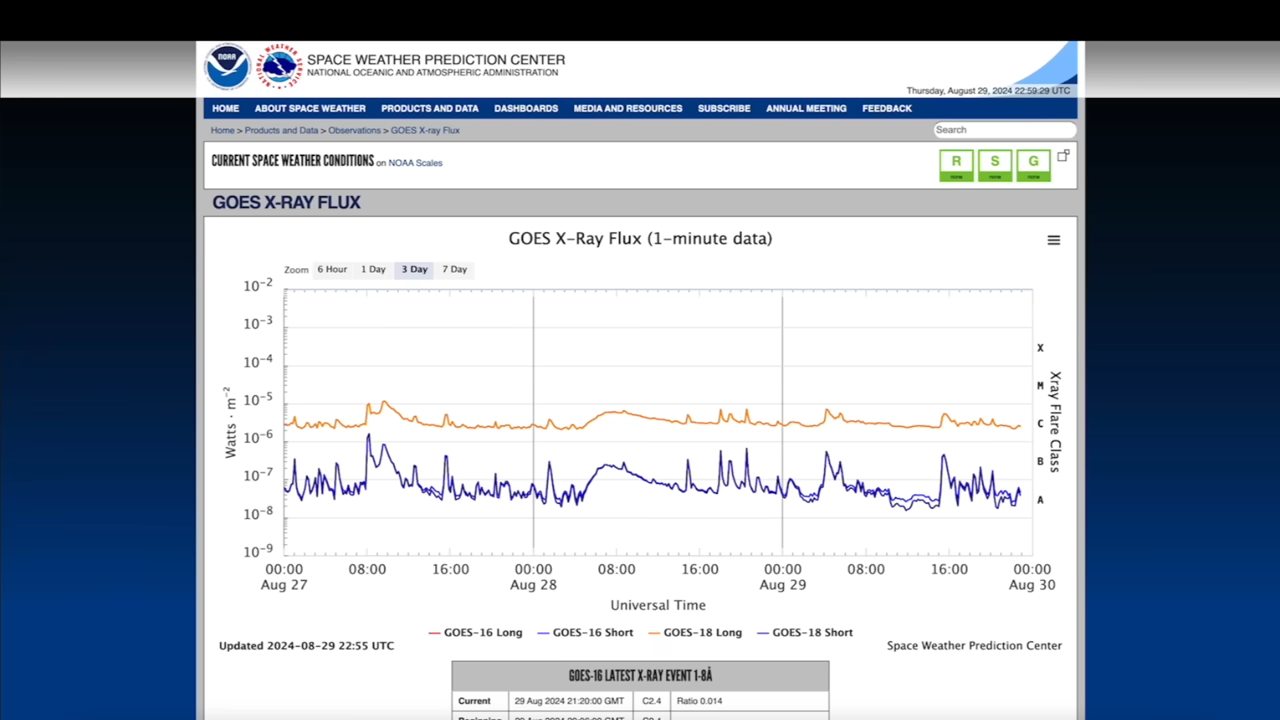 NOAA
NATIONAL WEATHER SERVICE
SPACE WEATHER PREDICTION CENTER
NATIONAL OCEANIC AND ATMOSPHERIC ADMINISTRATION
Thursday, August 29, 2024 22:59:29 UTC
HOME ABOUT SPACE WEATHER PRODUCTS AND DATA DASHBOARDS MEDIA AND RESOURCES SUBSCRIBE ANNUAL MEETING FEEDBACK
Home > Products and Data > Observations > GOES X-ray Flux
Search
CURRENT SPACE WEATHER CONDITIONS on NOAA Scales
R S G
none none none
GOES X-RAY FLUX
GOES X-Ray Flux (1-minute data)
Zoom 6 Hour 1 Day 3 Day 7 Day
10⁻²
10⁻³
10⁻⁴
10⁻⁵
10⁻⁶
10⁻⁷
10⁻⁸
10⁻⁹
Watts · m⁻²
X
M
C
B
A
Xray Flare Class
00:00 08:00 16:00 00:00 08:00 16:00 00:00 08:00 16:00 00:00
Aug 27 Aug 28 Aug 29 Aug 30
Universal Time
GOES-16 Long GOES-16 Short GOES-18 Long GOES-18 Short
Updated 2024-08-29 22:55 UTC
Space Weather Prediction Center
GOES-16 LATEST X-RAY EVENT 1-8Å
Current 29 Aug 2024 21:20:00 GMT C2.4 Ratio 0.014